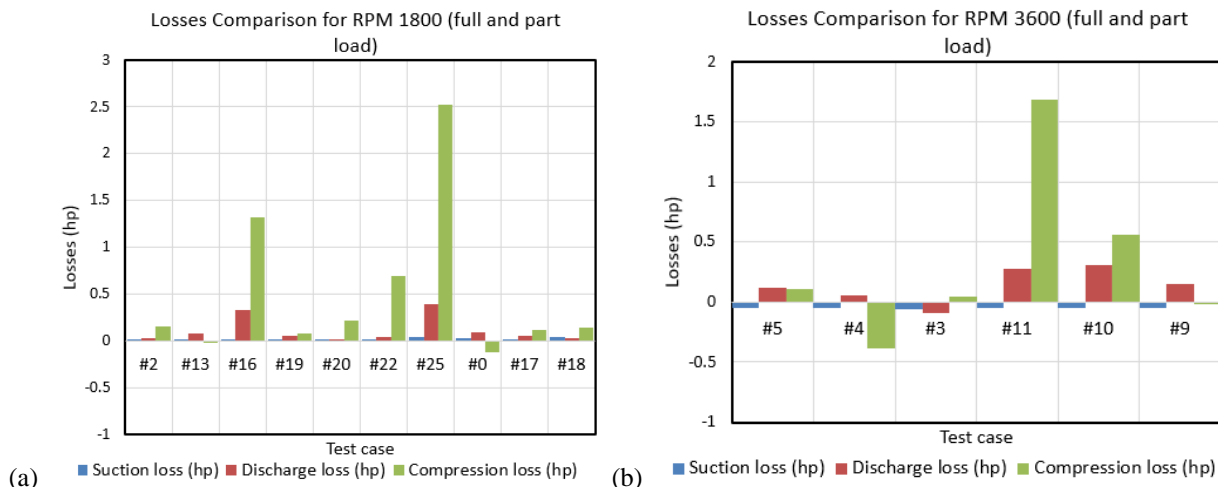 Losses Comparison for RPM 1800 (full and part
load)
3
2.5
2
1.5
1
0.5
0
-0.5
-1
Losses (hp)
#2 #13 #16 #19 #20 #22 #25 #0 #17 #18
Test case
(a) Suction loss (hp) Discharge loss (hp) Compression loss (hp)
Losses Comparison for RPM 3600 (full and part
load)
2
1.5
1
0.5
0
-0.5
-1
Losses (hp)
#5 #4 #3 #11 #10 #9
Test case
(b) Suction loss (hp) Discharge loss (hp) Compression loss (hp)